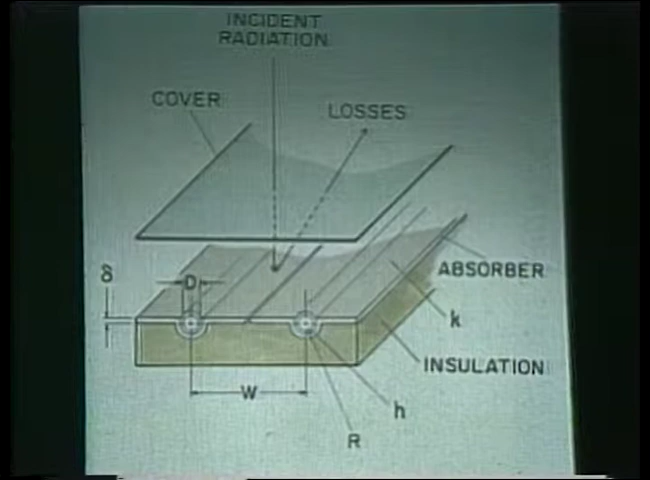 INCIDENT
RADIATION
COVER
LOSSES
δ
D
ABSORBER
k
INSULATION
W
h
R